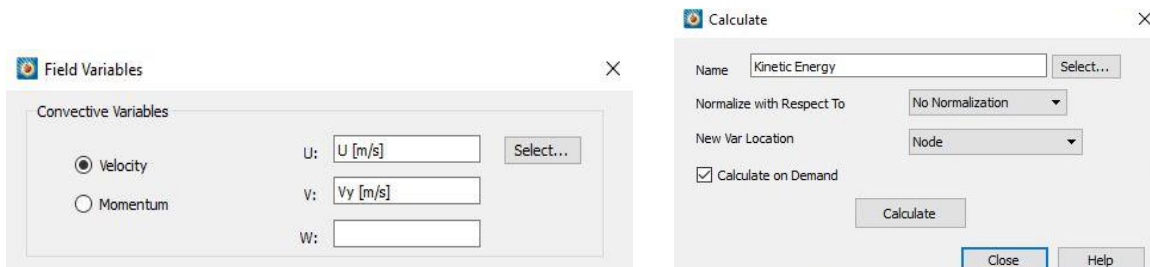 Field Variables
Convective Variables
Velocity
Momentum
U: U [m/s] Select...
V: Vy [m/s]
W:
Calculate
Name Kinetic Energy Select...
Normalize with Respect To No Normalization
New Var Location Node
Calculate on Demand
Calculate
Close Help